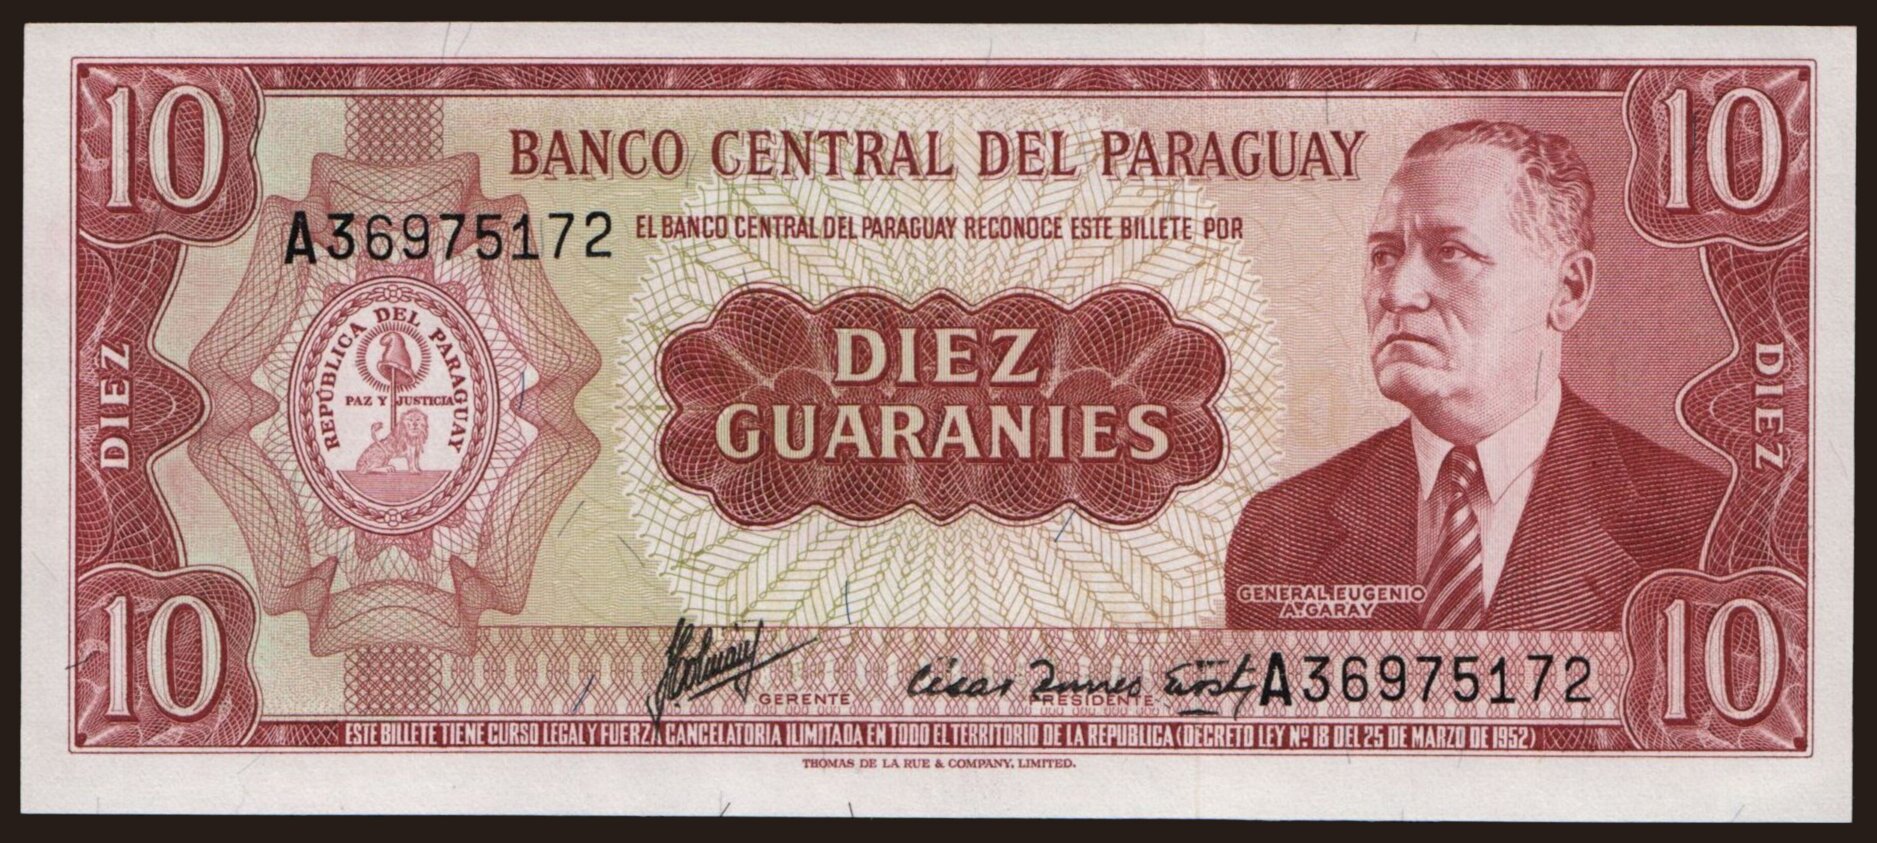 10
10
BANCO CENTRAL DEL PARAGUAY
A36975172
EL BANCO CENTRAL DEL PARAGUAY RECONOCE ESTE BILLETE POR
REPÚBLICA DEL PARAGUAY
PAZ Y JUSTICIA
DIEZ
DIEZ
GUARANIES
DIEZ
GENERAL EUGENIO
A. GARAY
10
10
GERENTE
César
PRESIDENTE
A36975172
ESTE BILLETE TIENE CURSO LEGAL Y FUERZA CANCELATORIA ILIMITADA EN TODO EL TERRITORIO DE LA REPUBLICA (DECRETO LEY Nº 18 DEL 25 DE MARZO DE 1952)
THOMAS DE LA RUE & COMPANY, LIMITED.